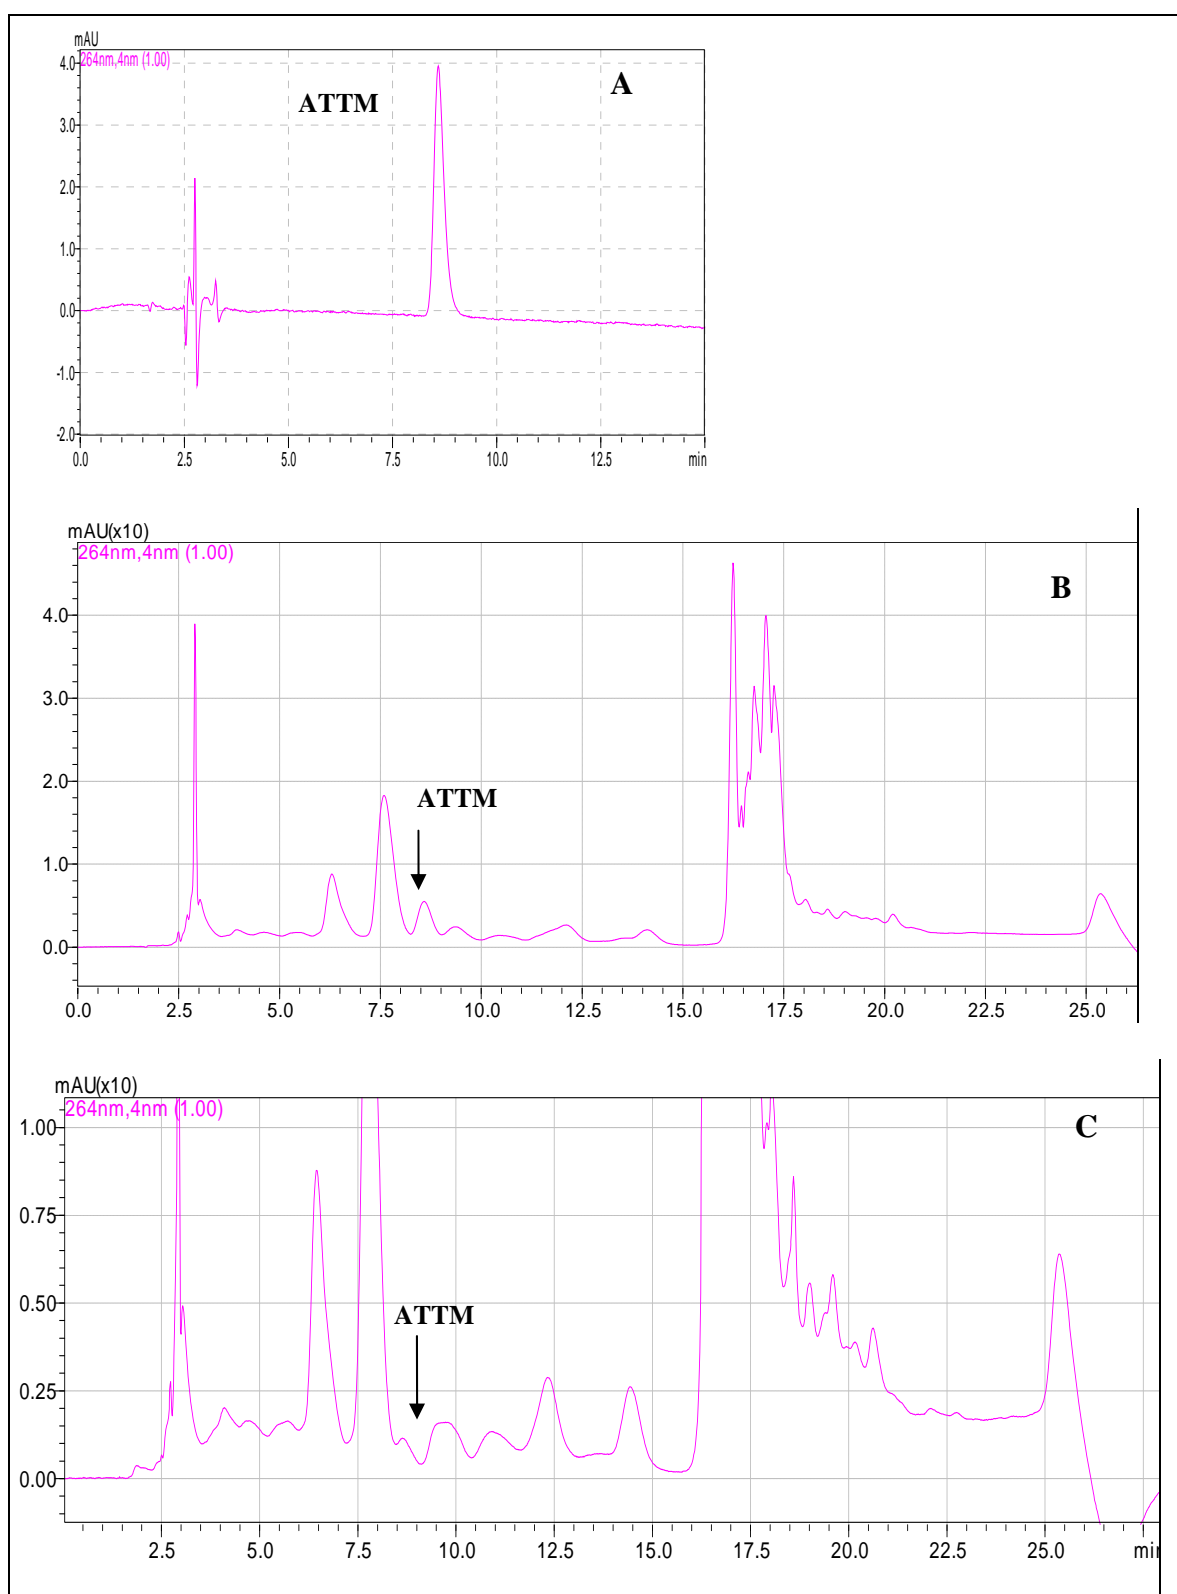 mAU
264nm,4nm (1.00)
A
ATTM
4.0
3.0
2.0
1.0
0.0
-1.0
-2.0
0.0 2.5 5.0 7.5 10.0 12.5 min
mAU(x10)
264nm,4nm (1.00)
B
4.0
3.0
2.0
ATTM
1.0
0.0
0.0 2.5 5.0 7.5 10.0 12.5 15.0 17.5 20.0 22.5 25.0
mAU(x10)
264nm,4nm (1.00)
C
1.00
0.75
0.50
ATTM
0.25
0.00
2.5 5.0 7.5 10.0 12.5 15.0 17.5 20.0 22.5 25.0 min